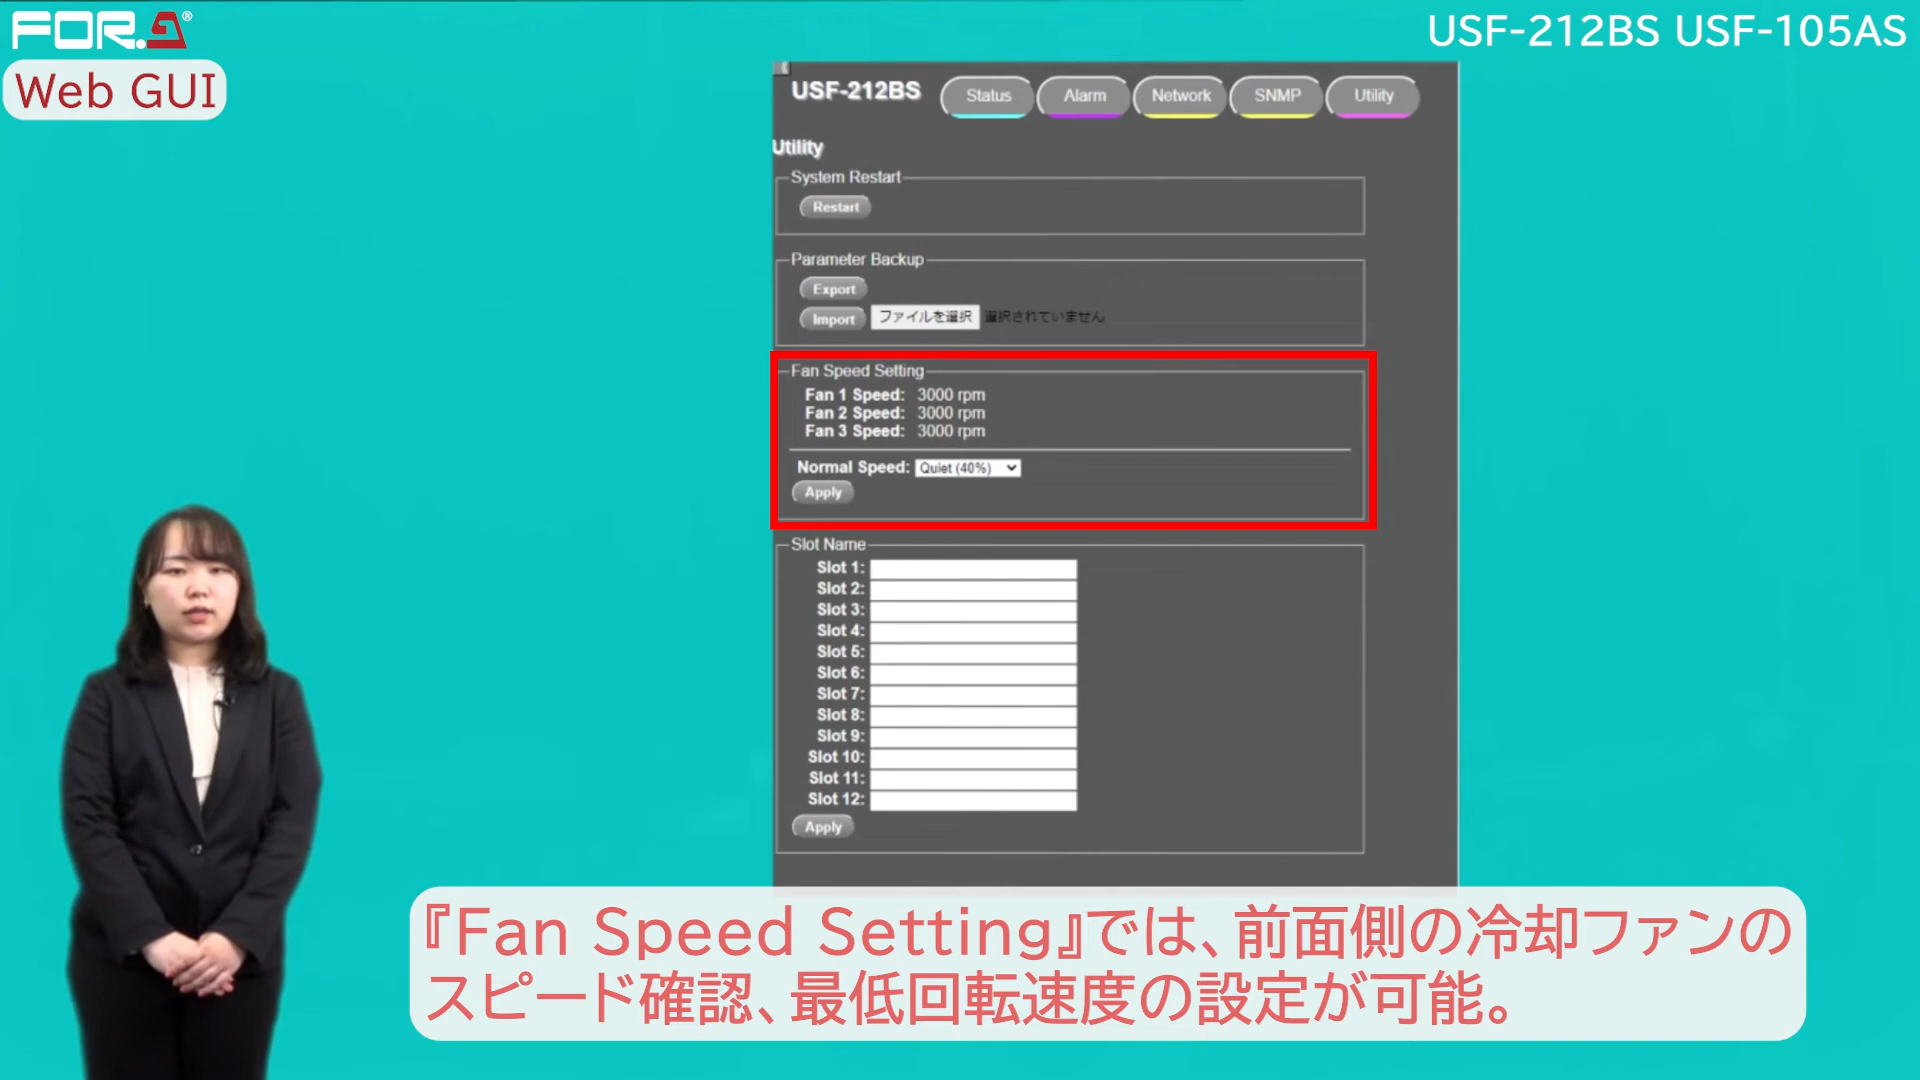 FOR.A®
USF-212BS USF-105AS
Web GUI
USF-212BS
Status
Alarm
Network
SNMP
Utility
Utility
System Restart
Restart
Parameter Backup
Export
Import ファイルを選択 選択されていません
Fan Speed Setting
Fan 1 Speed: 3000 rpm
Fan 2 Speed: 3000 rpm
Fan 3 Speed: 3000 rpm
Normal Speed: Quiet (40%)
Apply
Slot Name
Slot 1:
Slot 2:
Slot 3:
Slot 4:
Slot 5:
Slot 6:
Slot 7:
Slot 8:
Slot 9:
Slot 10:
Slot 11:
Slot 12:
Apply
『Fan Speed Setting』では、前面側の冷却ファンの
スピード確認、最低回転速度の設定が可能。